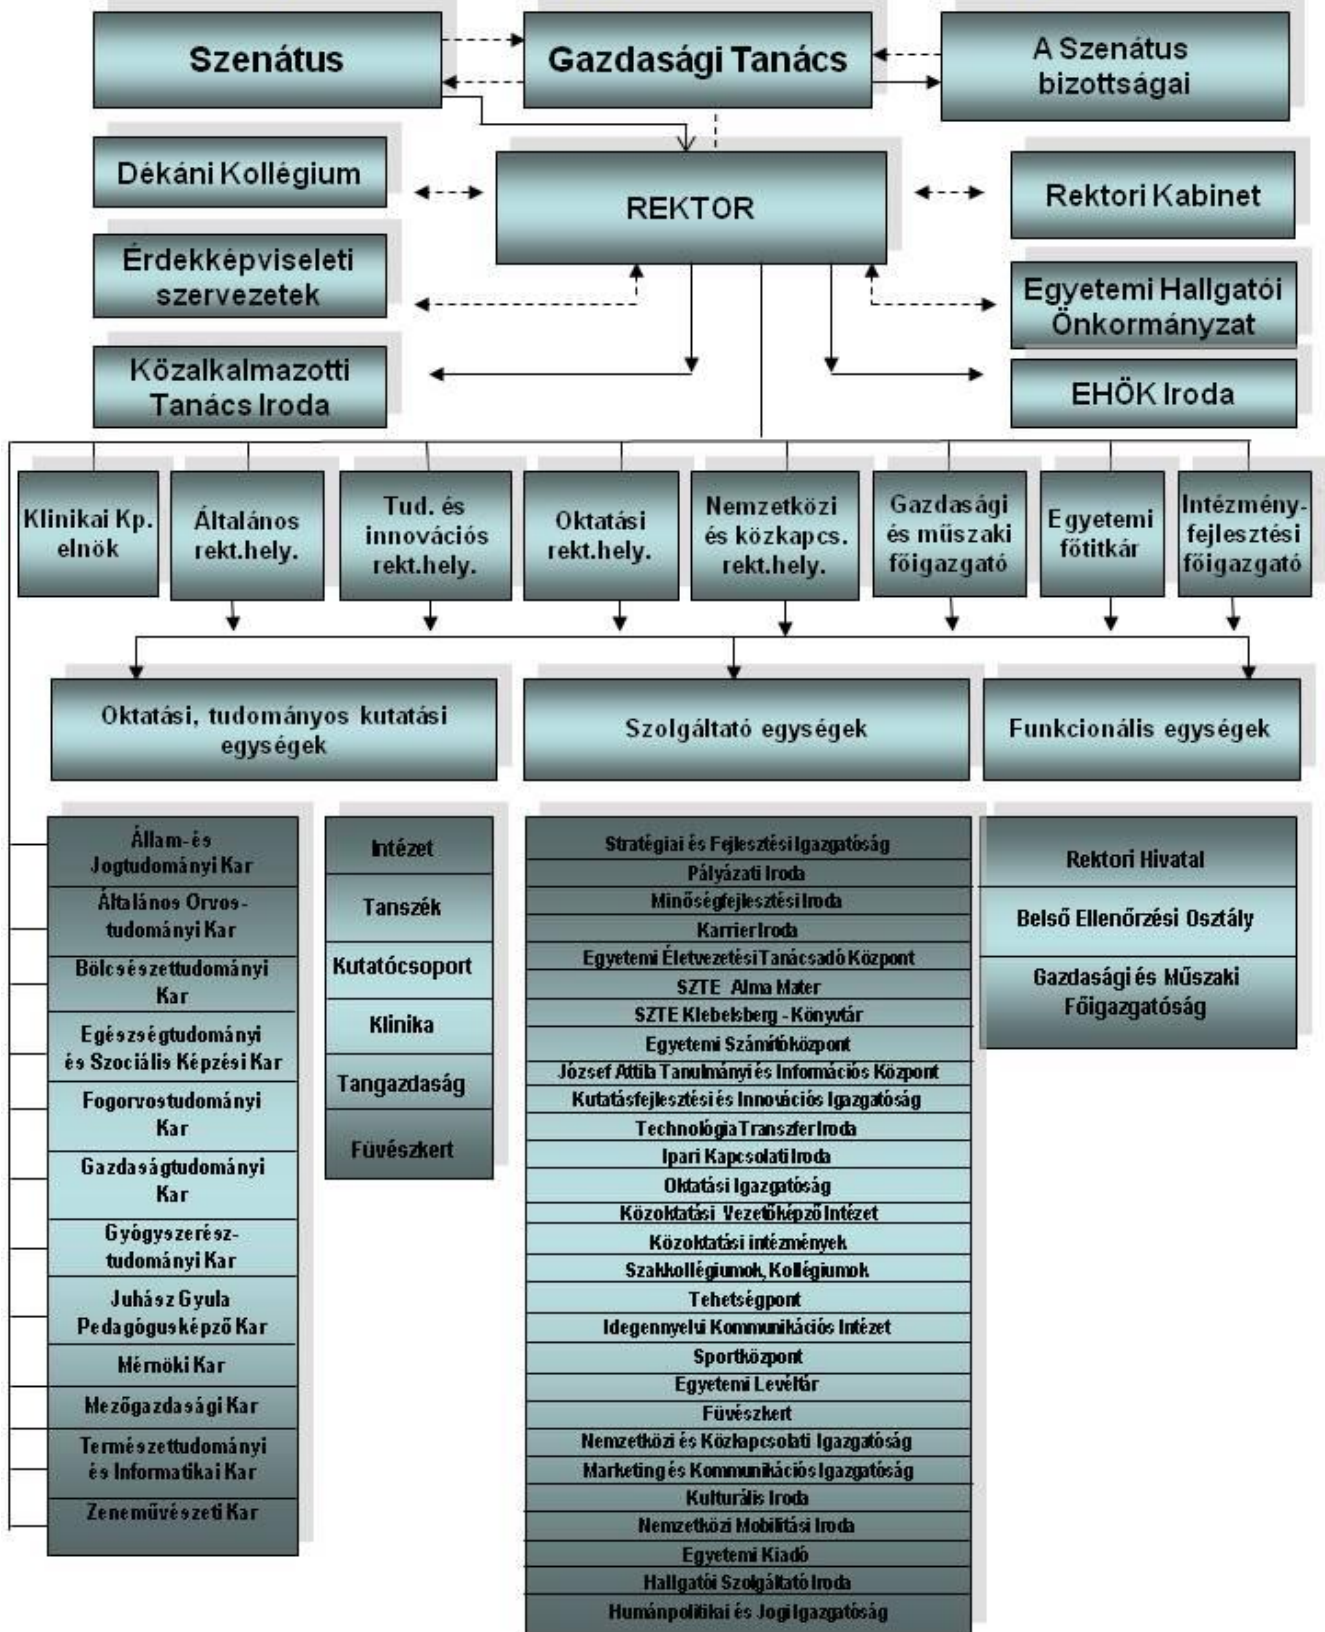 Szenátus
Gazdasági Tanács
A Szenátus
bizottságai
Dékáni Kollégium
REKTOR
Rektori Kabinet
Érdekképviseleti
szervezetek
Egyetemi Hallgatói
Önkormányzat
Közalkalmazotti
Tanács Iroda
EHÖK Iroda
Klinikai Kp.
elnök
Általános
rekt.hely.
Tud. és
innovációs
rekt.hely.
Oktatási
rekt.hely.
Nemzetközi
és közkapcs.
rekt.hely.
Gazdasági
és műszaki
főigazgató
Egyetemi
főtitkár
Intézmény-
fejlesztési
főigazgató
Oktatási, tudományos kutatási
egységek
Szolgáltató egységek
Funkcionális egységek
Állam-és
Jogtudományi Kar
Általános Orvos-
tudományi Kar
Bölcsészettudományi
Kar
Egészségtudományi
és Szociális Képzési Kar
Fogorvostudományi
Kar
Gazdaságtudományi
Kar
Gyógyszerész-
tudományi Kar
Juhász Gyula
Pedagógusképző Kar
Mérnöki Kar
Mezőgazdasági Kar
Természettudományi
és Informatikai Kar
Zeneművészeti Kar
Intézet
Tanszék
Kutatócsoport
Klinika
Tangazdaság
Füvészkert
Stratégiai és Fejlesztési Igazgatóság
Pályázati Iroda
Minőségfejlesztési Iroda
Karrier Iroda
Egyetemi Életvezetési Tanácsadó Központ
SZTE Alma Mater
SZTE Klebelsberg - Könyvtár
Egyetemi Számítóközpont
József Attila Tanulmányi és Információs Központ
Kutatásfejlesztési és Innovációs Igazgatóság
Technológia Transzfer Iroda
Ipari Kapcsolati Iroda
Oktatási Igazgatóság
Közoktatási Vezetőképző Intézet
Közoktatási intézmények
Szakkollégiumok, Kollégiumok
Tehetségpont
Idegennyelvi Kommunikációs Intézet
Sportközpont
Egyetemi Levéltár
Füvészkert
Nemzetközi és Közkapcsolati Igazgatóság
Marketing és Kommunikációs Igazgatóság
Kulturális Iroda
Nemzetközi Mobilitási Iroda
Egyetemi Kiadó
Hallgatói Szolgáltató Iroda
Humánpolitikai és Jogi Igazgatóság
Rektori Hivatal
Belső Ellenőrzési Osztály
Gazdasági és Műszaki
Főigazgatóság